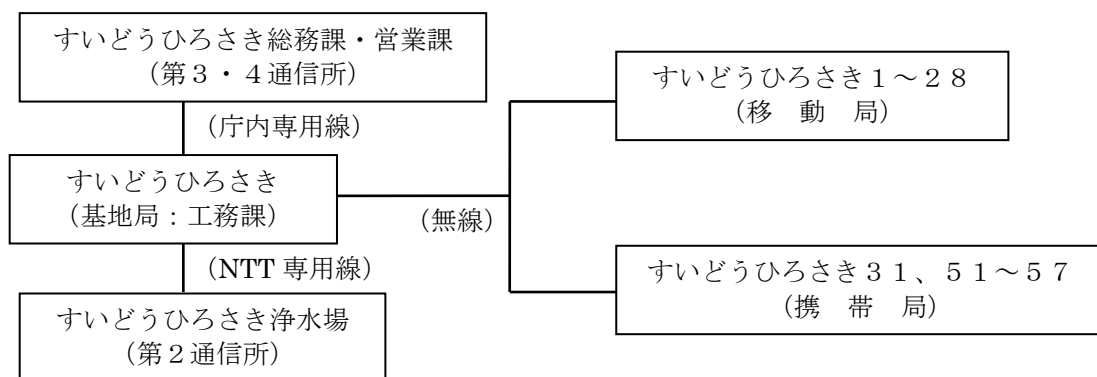 すいどうひろさき総務課・営業課
（第３・４通信所）
（庁内専用線）
すいどうひろさき
（基地局：工務課）
（NTT 専用線）
すいどうひろさき浄水場
（第２通信所）
（無線）
すいどうひろさき１～２８
（移　動　局）
すいどうひろさき３１、５１～５７
（携　帯　局）